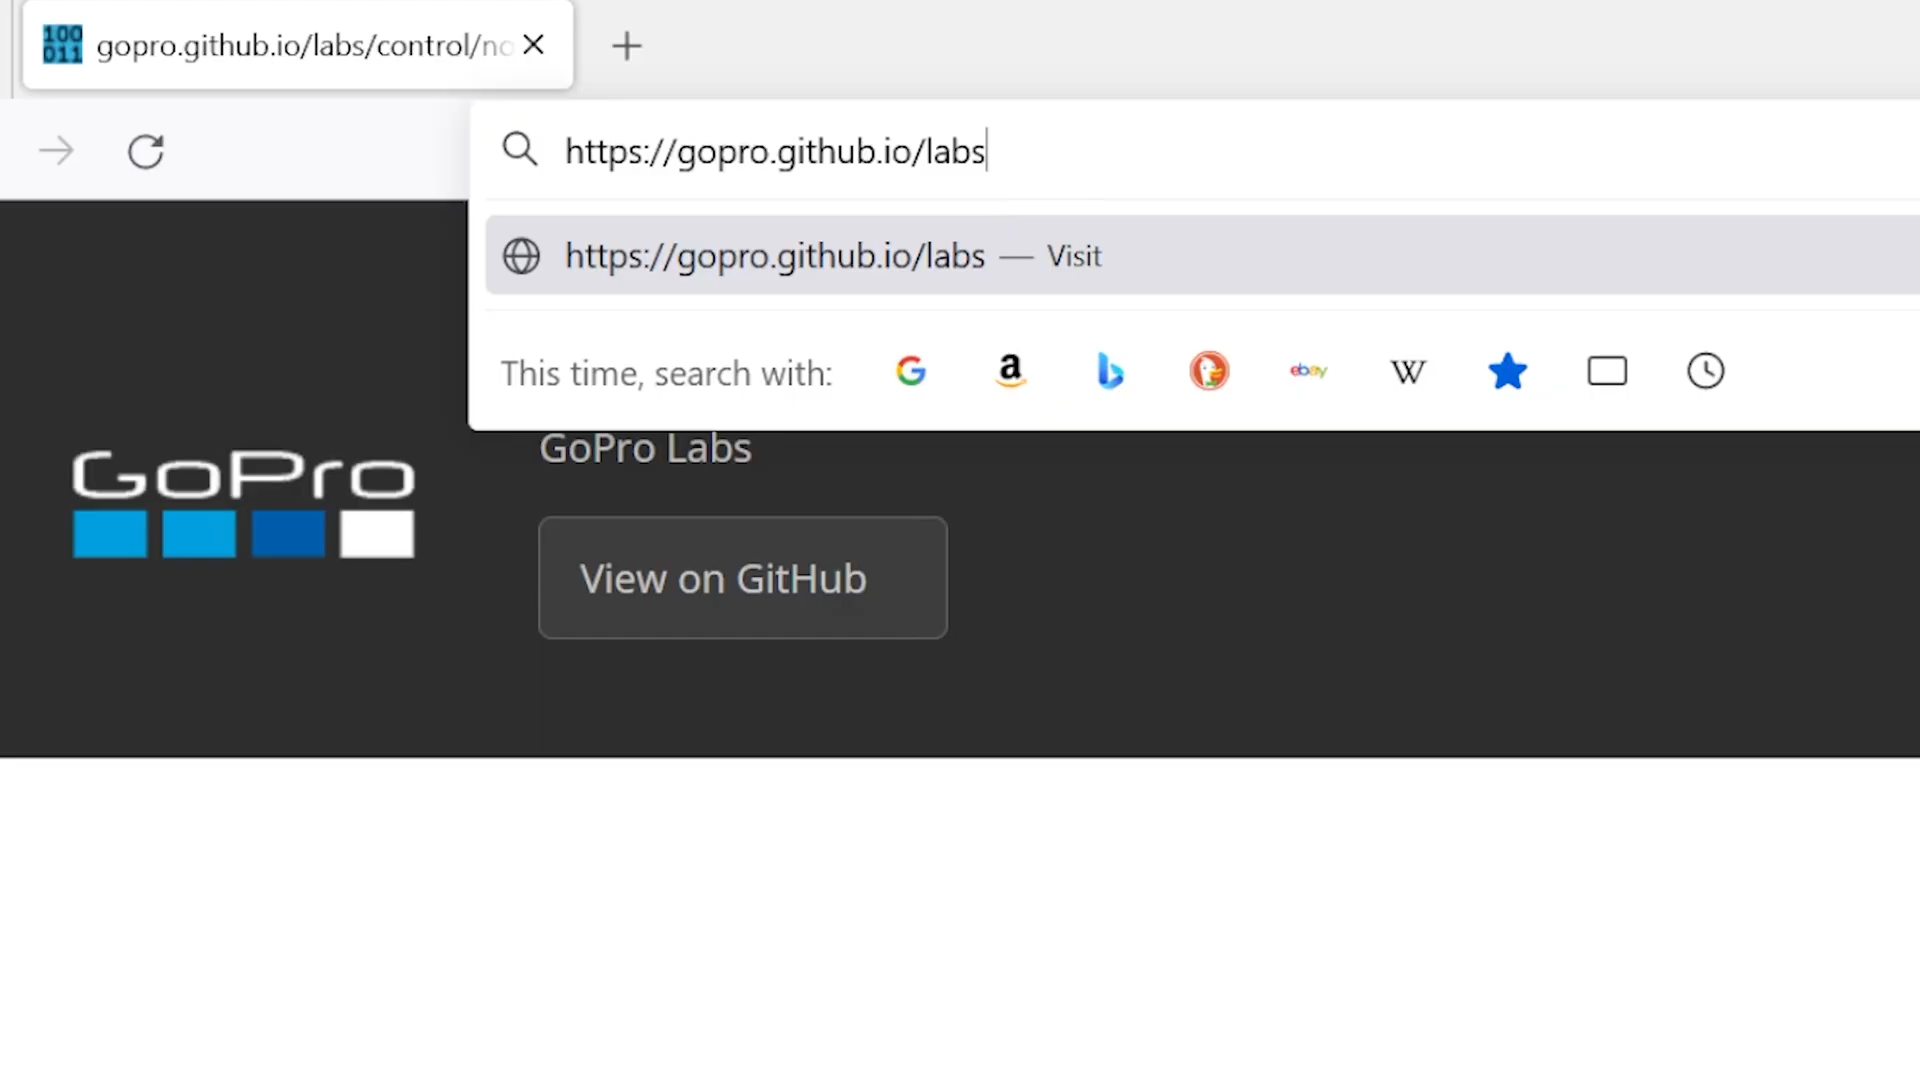 100
011
gopro.github.io/labs/control/no
https://gopro.github.io/labs
https://gopro.github.io/labs — Visit
This time, search with:
G
a
b
ebay
W
GoPro Labs
GoPro
View on GitHub